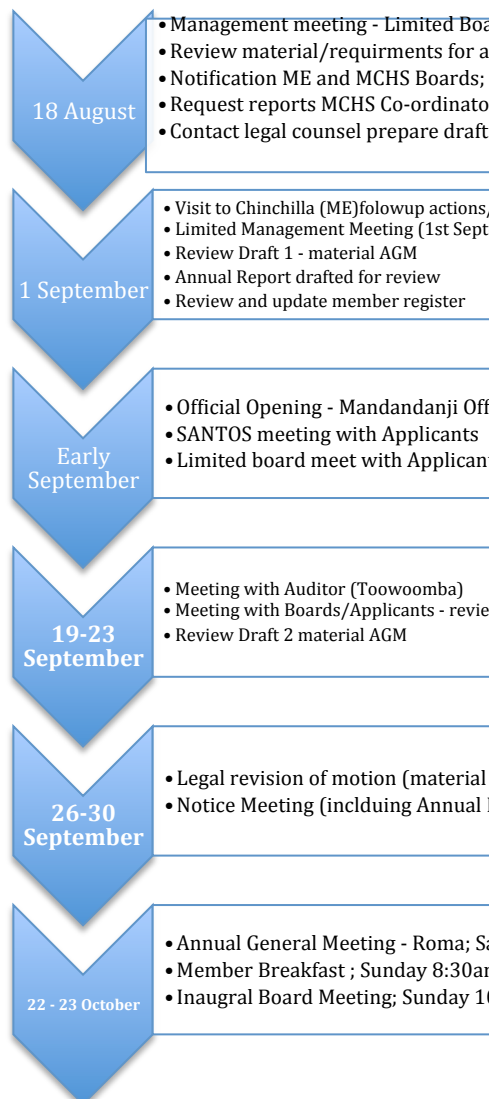 18 August
• Management meeting - Limited Boa
• Review material/requirments for a
• Notification ME and MCHS Boards;
• Request reports MCHS Co-ordinato
• Contact legal counsel prepare draft
1 September
• Visit to Chinchilla (ME)folowup actions,
• Limited Management Meeting (1st Sept
• Review Draft 1 - material AGM
• Annual Report drafted for review
• Review and update member register
Early
September
• Official Opening - Mandandanji Off
• SANTOS meeting with Applicants
• Limited board meet with Applican
19-23
September
• Meeting with Auditor (Toowoomba)
• Meeting with Boards/Applicants - revie
• Review Draft 2 material AGM
26-30
September
• Legal revision of motion (material
• Notice Meeting (inclduing Annual
22 - 23 October
• Annual General Meeting - Roma; Sa
• Member Breakfast ; Sunday 8:30a
• Inaugral Board Meeting; Sunday 1